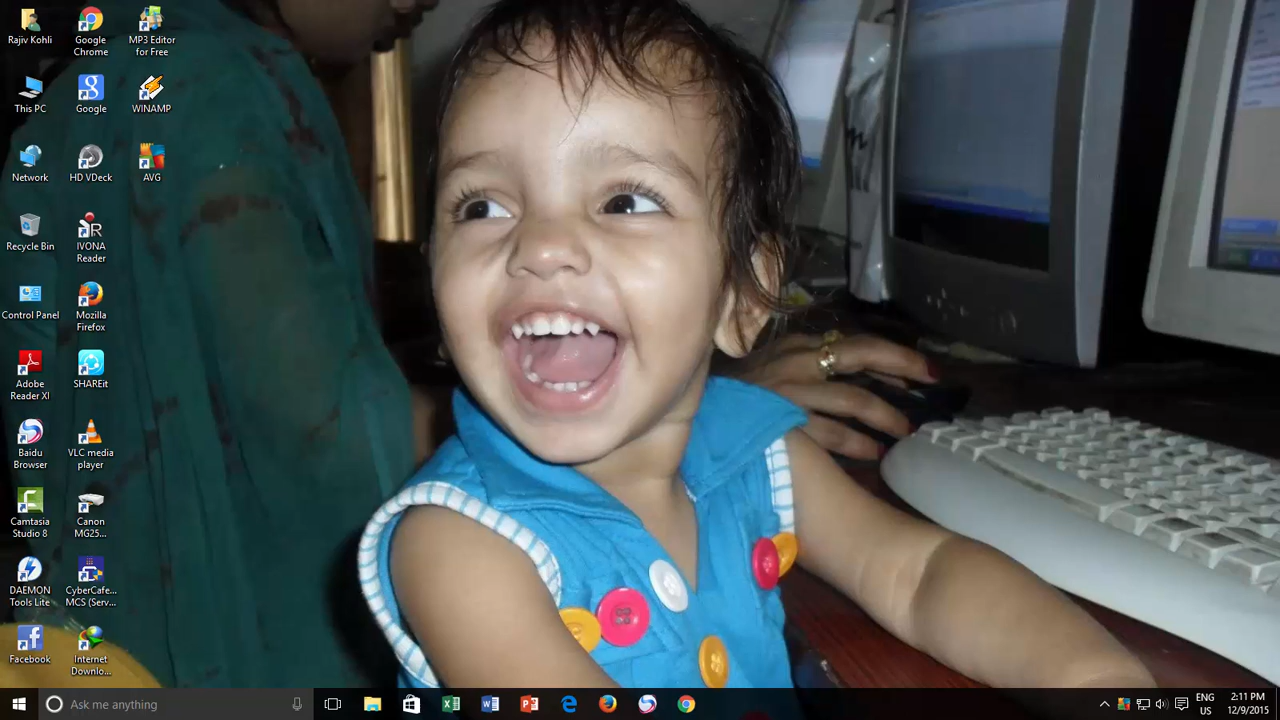 Rajiv Kohli
Google
Chrome
MP3 Editor
for Free
This PC
Google
WINAMP
Network
HD VDeck
AVG
Recycle Bin
IVONA
Reader
Control Panel
Mozilla
Firefox
Adobe
Reader XI
SHAREit
Baidu
Browser
VLC media
player
Camtasia
Studio 8
Canon
MG25...
DAEMON
Tools Lite
CyberCafe...
MCS (Serv...
Facebook
Internet
Downlo...
Ask me anything
ENG
US
2:11 PM
12/9/2015